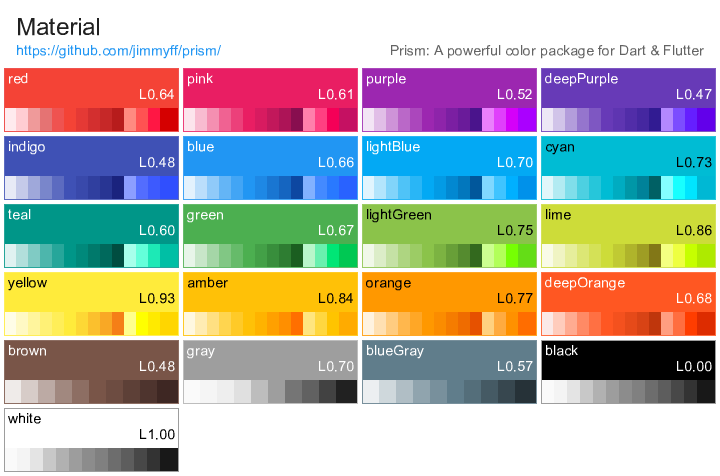 Material
https://github.com/jimmyff/prism/
Prism: A powerful color package for Dart & Flutter
red
L0.64
pink
L0.61
purple
L0.52
deepPurple
L0.47
indigo
L0.48
blue
L0.66
lightBlue
L0.70
cyan
L0.73
teal
L0.60
green
L0.67
lightGreen
L0.75
lime
L0.86
yellow
L0.93
amber
L0.84
orange
L0.77
deepOrange
L0.68
brown
L0.48
gray
L0.70
blueGray
L0.57
black
L0.00
white
L1.00